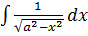 ∫ 1/√(a²−x²) dx